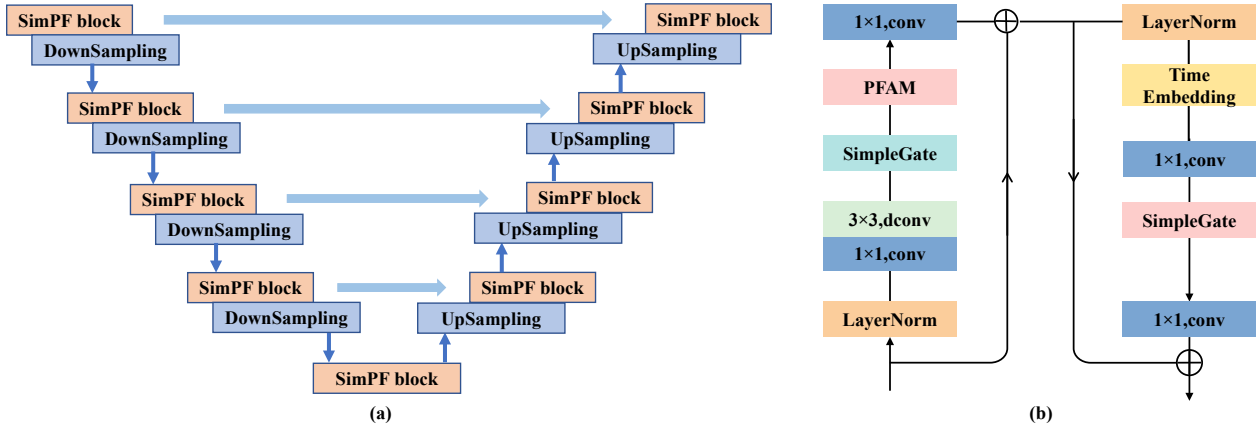 SimPF block
DownSampling
SimPF block
DownSampling
SimPF block
DownSampling
SimPF block
DownSampling
SimPF block
UpSampling
SimPF block
UpSampling
SimPF block
UpSampling
SimPF block
UpSampling
SimPF block
(a)
1×1,conv
PFAM
SimpleGate
3×3,dconv
1×1,conv
LayerNorm
LayerNorm
Time
Embedding
1×1,conv
SimpleGate
1×1,conv
(b)